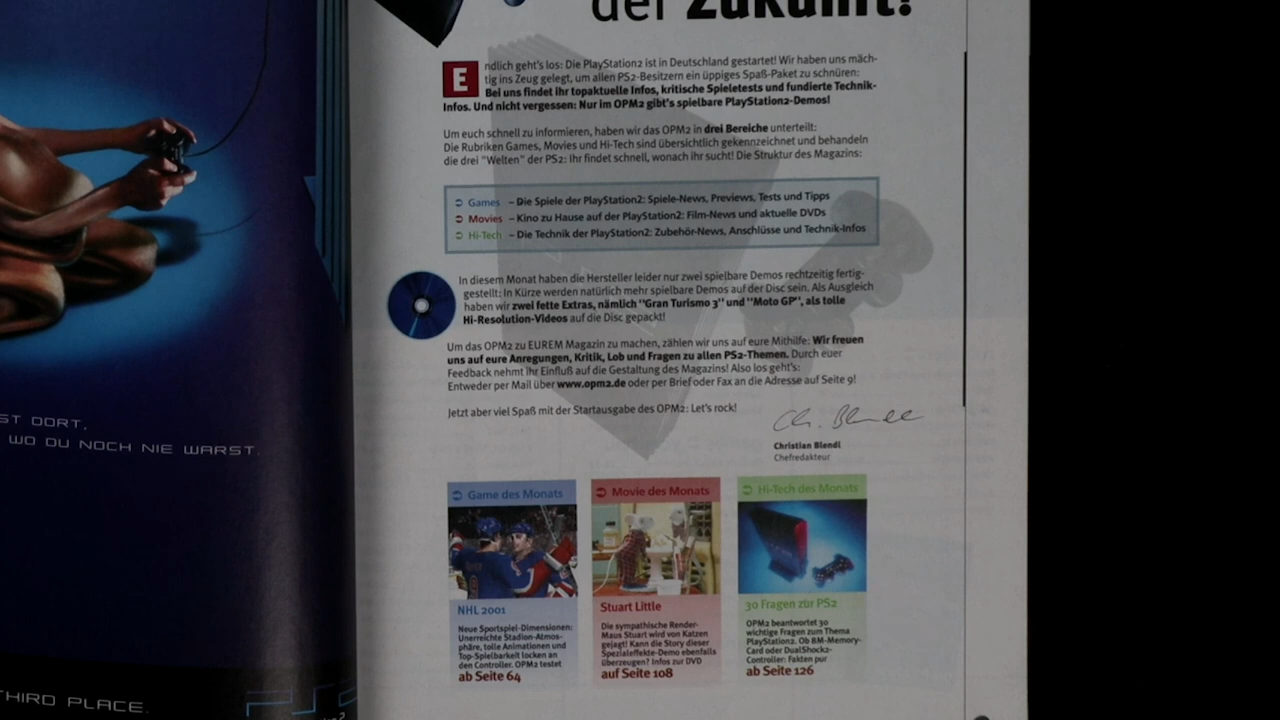 der Zukunft!
Endlich geht's los: Die PlayStation2 ist in Deutschland gestartet! Wir haben uns mäch-
tig ins Zeug gelegt, um allen PS2-Besitzern ein üppiges Spaß-Paket zu schnüren:
Bei uns findet ihr topaktuelle Infos, kritische Spieletests und fundierte Technik-
Infos. Und nicht vergessen: Nur im OPM2 gibt's spielbare PlayStation2-Demos!
Um euch schnell zu informieren, haben wir das OPM2 in drei Bereiche unterteilt:
Die Rubriken Games, Movies und Hi-Tech sind übersichtlich gekennzeichnet und behandeln
die drei "Welten" der PS2: Ihr findet schnell, wonach ihr sucht! Die Struktur des Magazins:
Games – Die Spiele der PlayStation2: Spiele-News, Previews, Tests und Tipps
Movies – Kino zu Hause auf der PlayStation2: Film-News und aktuelle DVDs
Hi-Tech – Die Technik der PlayStation2: Zubehör-News, Anschlüsse und Technik-Infos
In diesem Monat haben die Hersteller leider nur zwei spielbare Demos rechtzeitig fertig-
gestellt: In Kürze werden natürlich mehr spielbare Demos auf der Disc sein. Als Ausgleich
haben wir zwei fette Extras, nämlich "Gran Turismo 3" und "Moto GP", als tolle
Hi-Resolution-Videos auf die Disc gepackt!
Um das OPM2 zu EUREM Magazin zu machen, zählen wir uns auf eure Mithilfe: Wir freuen
uns auf eure Anregungen, Kritik, Lob und Fragen zu allen PS2-Themen. Durch euer
Feedback nehmt ihr Einfluß auf die Gestaltung des Magazins! Also los geht's:
Entweder per Mail über www.opm2.de oder per Brief oder Fax an die Adresse auf Seite 9!
Jetzt aber viel Spaß mit der Startausgabe des OPM2: Let's rock!
Ch. Blendl
Christian Blendl
Chefredakteur
Game des Monats
NHL 2001
Neue Sportspiel-Dimensionen:
Unerreichte Stadion-Atmos-
phäre, tolle Animationen und
Top-Spielbarkeit locken an
den Controller. OPM2 testet
ab Seite 64
Movie des Monats
Stuart Little
Die sympathische Render-
Maus Stuart wird von Katzen
gejagt! Kann die Story dieser
Spezialeffekte-Demo ebenfalls
überzeugen? Infos zur DVD
auf Seite 108
Hi-Tech des Monats
30 Fragen zur PS2
OPM2 beantwortet 30
wichtige Fragen zum Thema
PlayStation2. Ob 8M-Memory-
Card oder DualShock2-
Controller: Fakten pur
ab Seite 126
ST DORT,
WO DU NOCH NIE WARST.
THIRD PLACE.
PS2